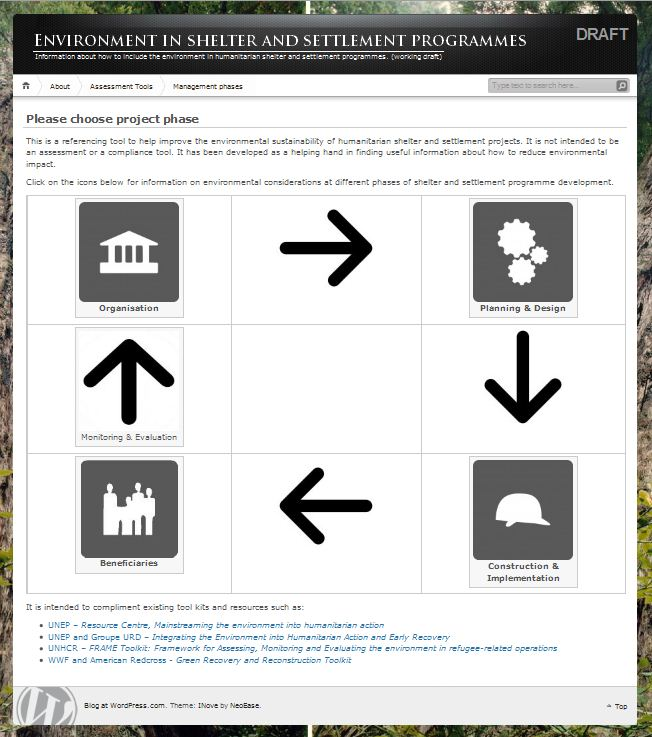 ENVIRONMENT IN SHELTER AND SETTLEMENT PROGRAMMES
DRAFT
Information about how to include the environment in humanitarian shelter and settlement programmes. (working draft)
About
Assessment Tools
Management phases
Type text to search here...
Please choose project phase
This is a referencing tool to help improve the environmental sustainability of humanitarian shelter and settlement projects. It is not intended to be
an assessment or a compliance tool. It has been developed as a helping hand in finding useful information about how to reduce environmental
impact.
Click on the icons below for information on environmental considerations at different phases of shelter and settlement programme development.
Organisation
Planning & Design
Monitoring & Evaluation
Beneficiaries
Construction &
Implementation
It is intended to compliment existing tool kits and resources such as:
UNEP – Resource Centre, Mainstreaming the environment into humanitarian action
UNEP and Groupe URD – Integrating the Environment into Humanitarian Action and Early Recovery
UNHCR – FRAME Toolkit: Framework for Assessing, Monitoring and Evaluating the environment in refugee-related operations
WWF and American Redcross - Green Recovery and Reconstruction Toolkit
Blog at WordPress.com. Theme: INove by NeoEase.
Top